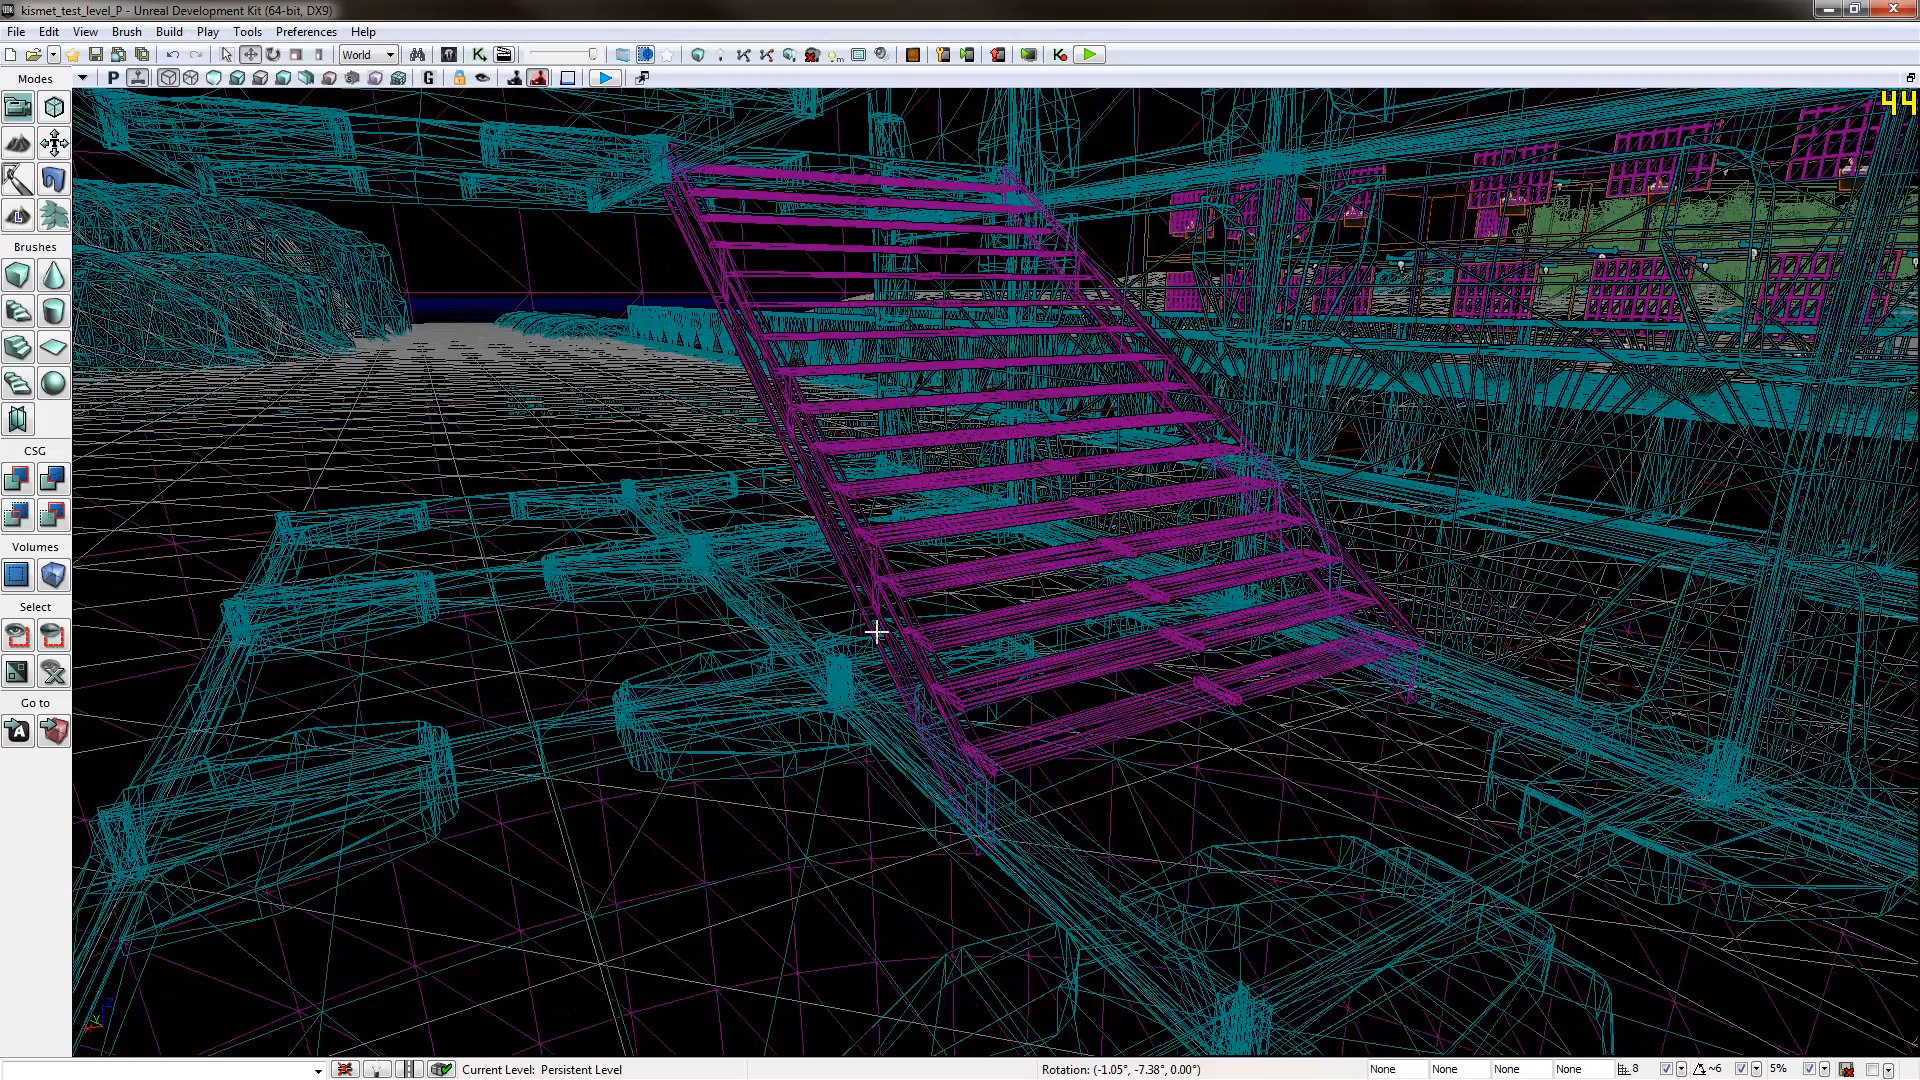 kismet_test_level_P - Unreal Development Kit (64-bit, DX9)
File Edit View Brush Build Play Tools Preferences Help
World
Modes
P
G
44
L
Brushes
CSG
Volumes
Select
Go to
A
Current Level: Persistent Level
Rotation: (-1.05°, -7.38°, 0.00°)
None None None None
8
~6
5%